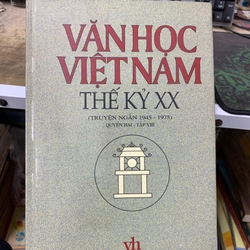 VĂN HỌC
VIỆT NAM
THẾ KỶ XX
(TRUYỆN NGẮN 1945 - 1975)
QUYỂN HAI - TẬP VIII
vh